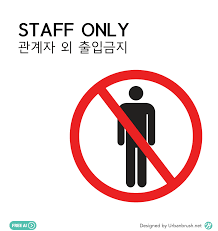 STAFF ONLY
관계자 외 출입금지
FREE AI
Designed by Urbanbrush.net